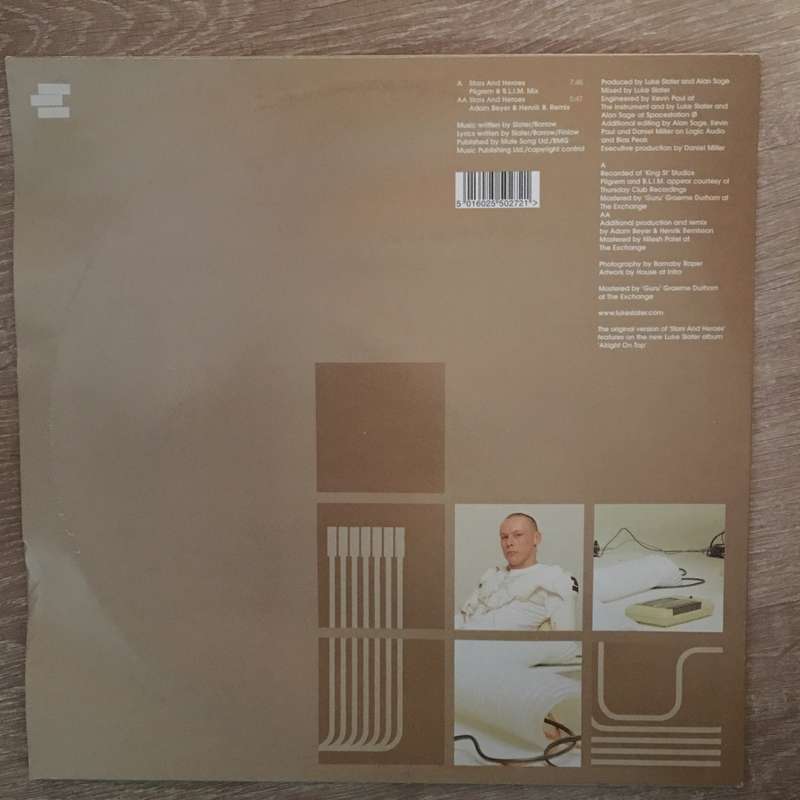 A Stars And Heroes 7:46
Pilgrem & B.L.I.M. Mix
AA Stars And Heroes 5:47
Adam Beyer & Henrik B. Remix
Music written by Slater/Barrow
Lyrics written by Slater/Barrow/Finlow
Published by Mute Song Ltd./BMG
Music Publishing Ltd./copyright control
5 016025 502721 >
Produced by Luke Slater and Alan Sage
Mixed by Luke Slater
Engineered by Kevin Paul at
The Instrument and by Luke Slater and
Alan Sage at Spacestation Ø
Additional editing by Alan Sage, Kevin
Paul and Daniel Miller on Logic Audio
and Bias Peak
Executive production by Daniel Miller
A
Recorded at 'King St' Studios
Pilgrem and B.L.I.M. appear courtesy of
Thursday Club Recordings
Mastered by 'Guru' Graeme Durham at
The Exchange
AA
Additional production and remix
by Adam Beyer & Henrik Bernsson
Mastered by Nilesh Patel at
The Exchange
Photography by Barnaby Roper
Artwork by House at Intro
Mastered by 'Guru' Graeme Durham
at The Exchange
www.lukeslater.com
The original version of 'Stars And Heroes'
features on the new Luke Slater album
'Alright On Top'